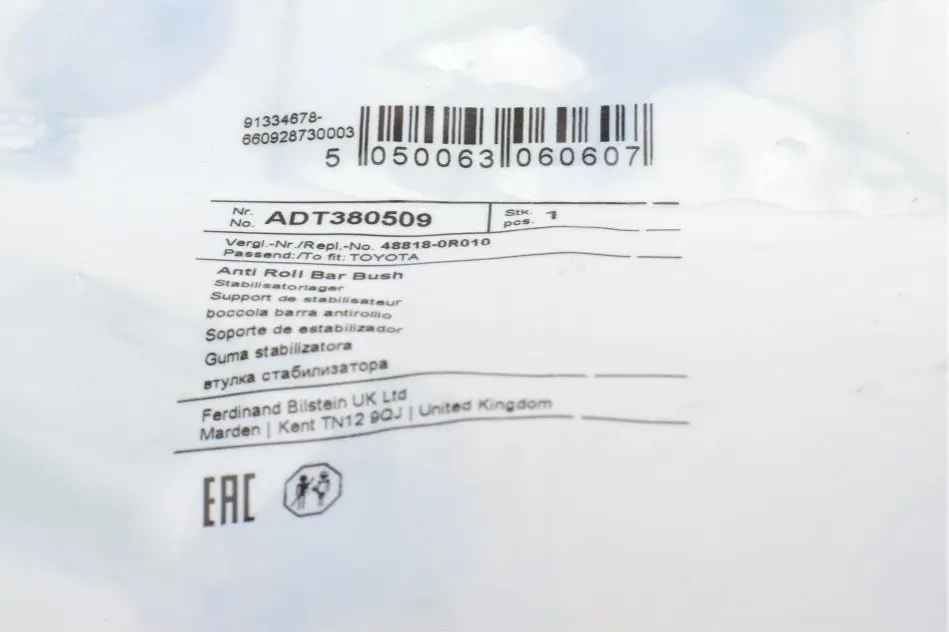 91334678-
660928730003
5 050063 060607
Nr.
No. ADT380509
Stk.
pcs. 1
Vergl.-Nr./Repl.-No. 48818-0R010
Passend:/To fit: TOYOTA
Anti Roll Bar Bush
Stabilisatorlager
Support de stabilisateur
boccola barra antirollio
Soporte de estabilizador
Guma stabilizatora
втулка стабилизатора
Ferdinand Bilstein UK Ltd
Marden | Kent TN12 9QJ | United Kingdom
EAC